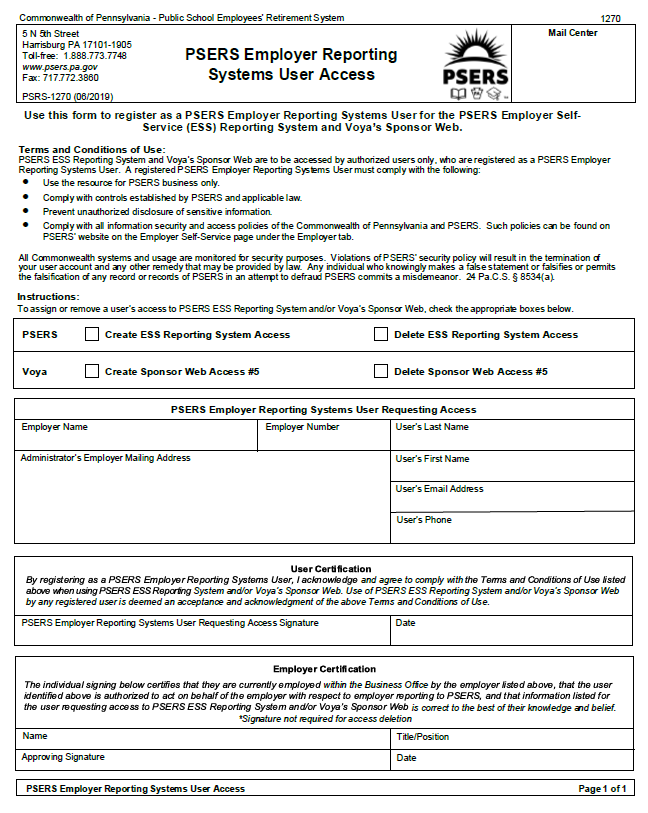 Commonwealth of Pennsylvania - Public School Employees' Retirement System 1270
5 N 5th Street
Harrisburg PA 17101-1905
Toll-free: 1.888.773.7748
www.psers.pa.gov
Fax: 717.772.3860
PSRS-1270 (06/2019)
PSERS Employer Reporting
Systems User Access
PSERS
Mail Center
Use this form to register as a PSERS Employer Reporting Systems User for the PSERS Employer Self-
Service (ESS) Reporting System and Voya's Sponsor Web.
Terms and Conditions of Use:
PSERS ESS Reporting System and Voya's Sponsor Web are to be accessed by authorized users only, who are registered as a PSERS Employer
Reporting Systems User. A registered PSERS Employer Reporting Systems User must comply with the following:
• Use the resource for PSERS business only.
• Comply with controls established by PSERS and applicable law.
• Prevent unauthorized disclosure of sensitive information.
• Comply with all information security and access policies of the Commonwealth of Pennsylvania and PSERS. Such policies can be found on
PSERS' website on the Employer Self-Service page under the Employer tab.
All Commonwealth systems and usage are monitored for security purposes. Violations of PSERS' security policy will result in the termination of
your user account and any other remedy that may be provided by law. Any individual who knowingly makes a false statement or falsifies or permits
the falsification of any record or records of PSERS in an attempt to defraud PSERS commits a misdemeanor. 24 Pa.C.S. § 8534(a).
Instructions:
To assign or remove a user's access to PSERS ESS Reporting System and/or Voya's Sponsor Web, check the appropriate boxes below.
PSERS Create ESS Reporting System Access Delete ESS Reporting System Access
Voya Create Sponsor Web Access #5 Delete Sponsor Web Access #5
PSERS Employer Reporting Systems User Requesting Access
Employer Name Employer Number User's Last Name
Administrator's Employer Mailing Address User's First Name
User's Email Address
User's Phone
User Certification
By registering as a PSERS Employer Reporting Systems User, I acknowledge and agree to comply with the Terms and Conditions of Use listed
above when using PSERS ESS Reporting System and/or Voya's Sponsor Web. Use of PSERS ESS Reporting System and/or Voya's Sponsor Web
by any registered user is deemed an acceptance and acknowledgment of the above Terms and Conditions of Use.
PSERS Employer Reporting Systems User Requesting Access Signature Date
Employer Certification
The individual signing below certifies that they are currently employed within the Business Office by the employer listed above, that the user
identified above is authorized to act on behalf of the employer with respect to employer reporting to PSERS, and that information listed for
the user requesting access to PSERS ESS Reporting System and/or Voya's Sponsor Web is correct to the best of their knowledge and belief.
*Signature not required for access deletion
Name Title/Position
Approving Signature Date
PSERS Employer Reporting Systems User Access Page 1 of 1